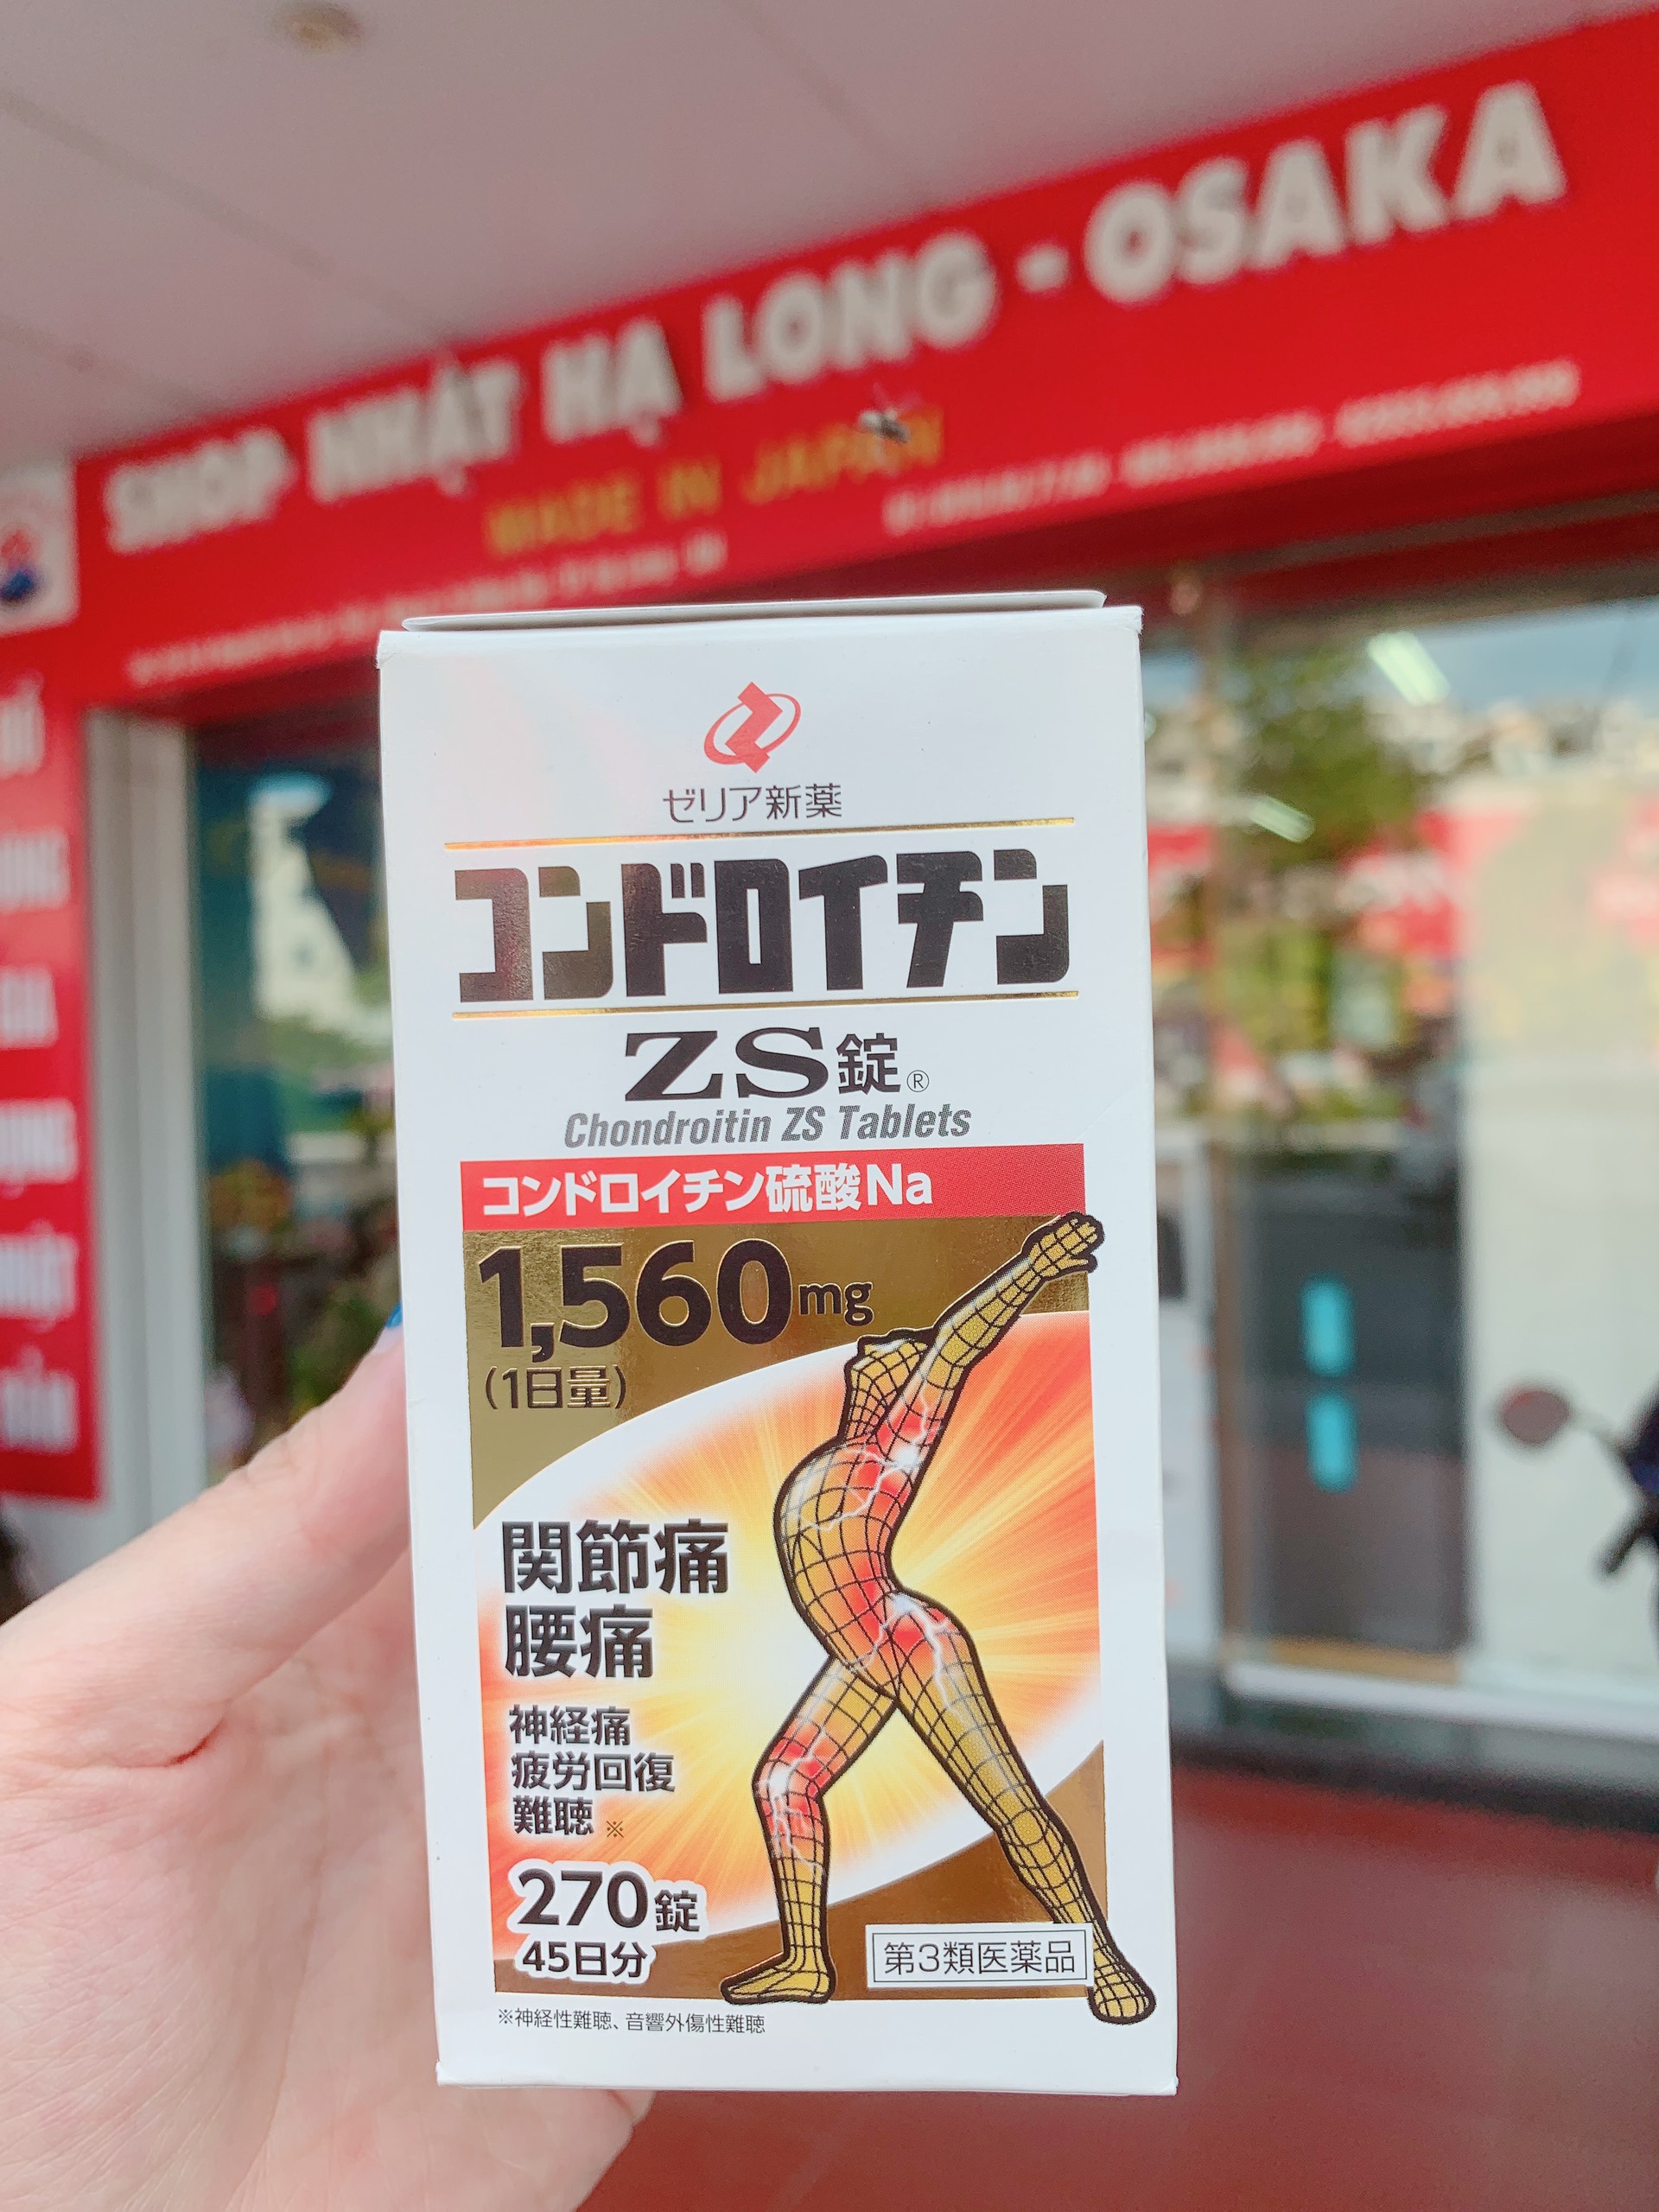 SHOP NHẬT HẠ LONG - OSAKA
MADE IN JAPAN
ゼリア新薬
コンドロイチン
ZS錠®
Chondroitin ZS Tablets
コンドロイチン硫酸Na
1,560mg
(1日量)
関節痛
腰痛
神経痛
疲労回復
難聴※
270錠
45日分
第3類医薬品
※神経性難聴、音響外傷性難聴